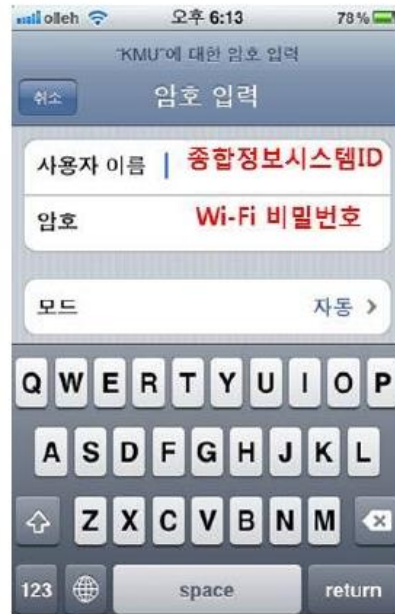 olleh 오후 6:13 78%
"KMU"에 대한 암호 입력
취소 암호 입력
사용자 이름 종합정보시스템ID
암호 Wi-Fi 비밀번호
모드 자동 >
Q W E R T Y U I O P
A S D F G H J K L
Z X C V B N M
123 space return